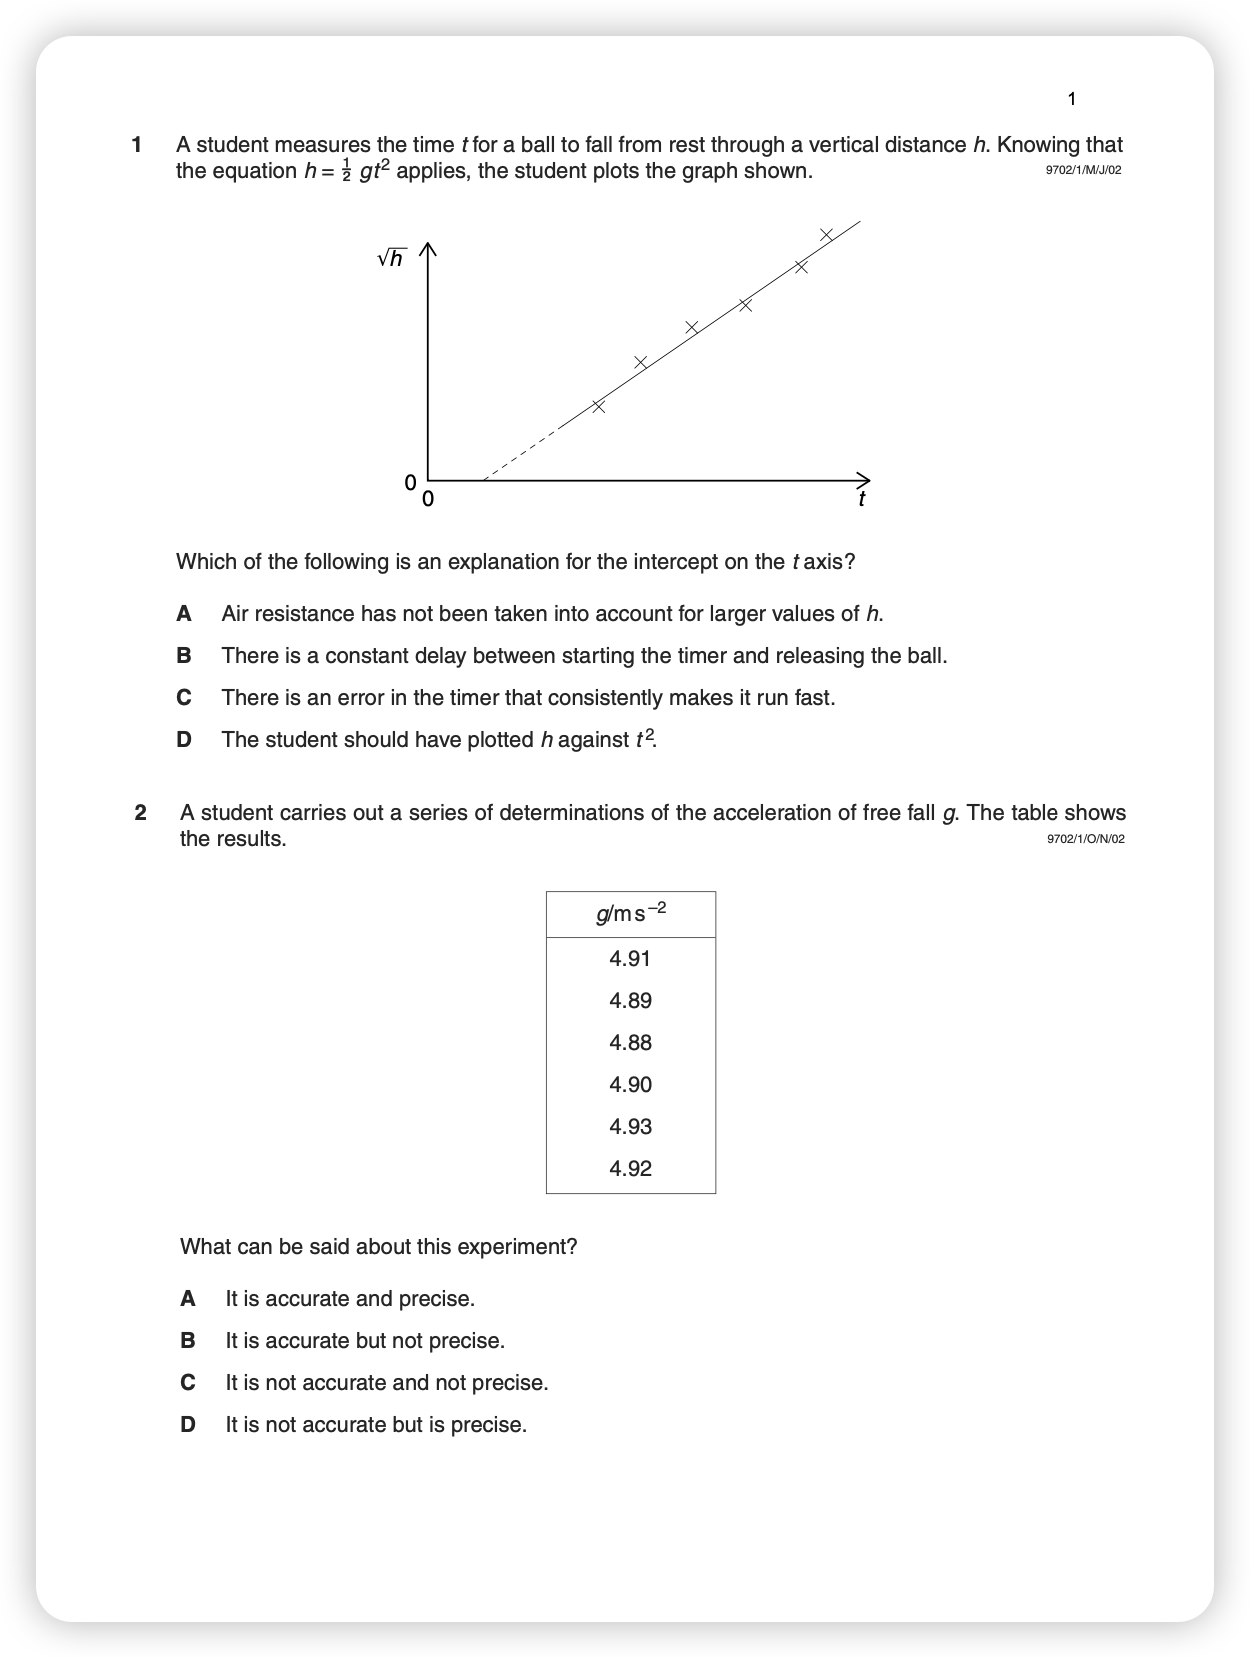 1
1 A student measures the time t for a ball to fall from rest through a vertical distance h. Knowing that
the equation h = ½ gt² applies, the student plots the graph shown. 9702/1/M/J/02
√h
0
0
t
Which of the following is an explanation for the intercept on the t axis?
A Air resistance has not been taken into account for larger values of h.
B There is a constant delay between starting the timer and releasing the ball.
C There is an error in the timer that consistently makes it run fast.
D The student should have plotted h against t².
2 A student carries out a series of determinations of the acceleration of free fall g. The table shows
the results. 9702/1/O/N/02
g/m s⁻²
4.91
4.89
4.88
4.90
4.93
4.92
What can be said about this experiment?
A It is accurate and precise.
B It is accurate but not precise.
C It is not accurate and not precise.
D It is not accurate but is precise.